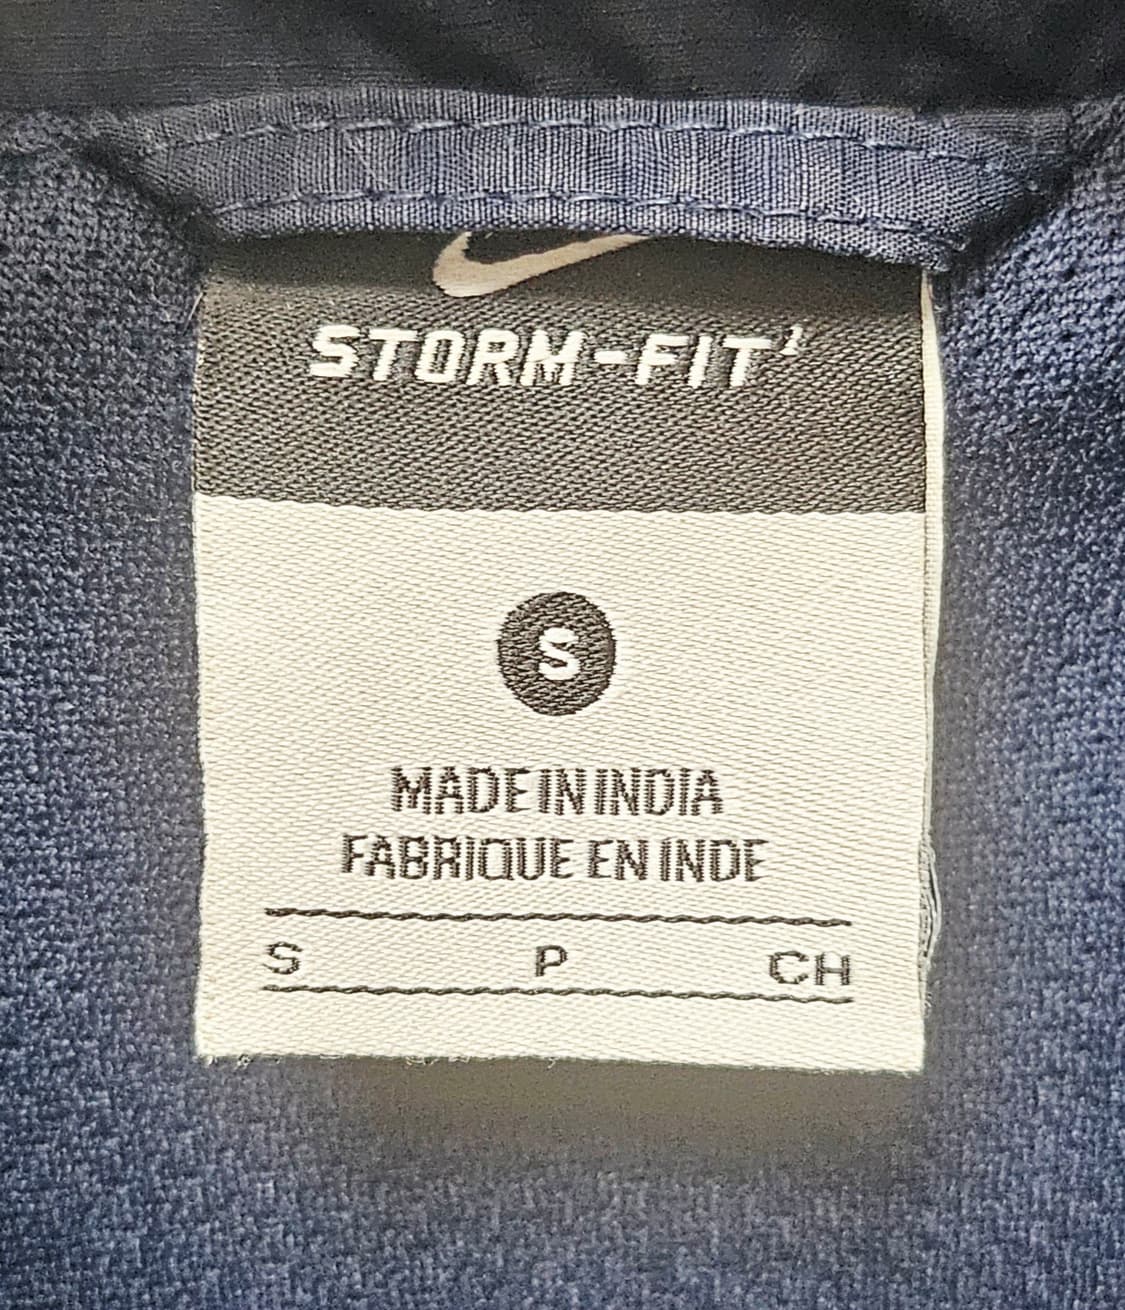 STORM-FIT
S
MADE IN INDIA
FABRIQUE EN INDE
S P CH